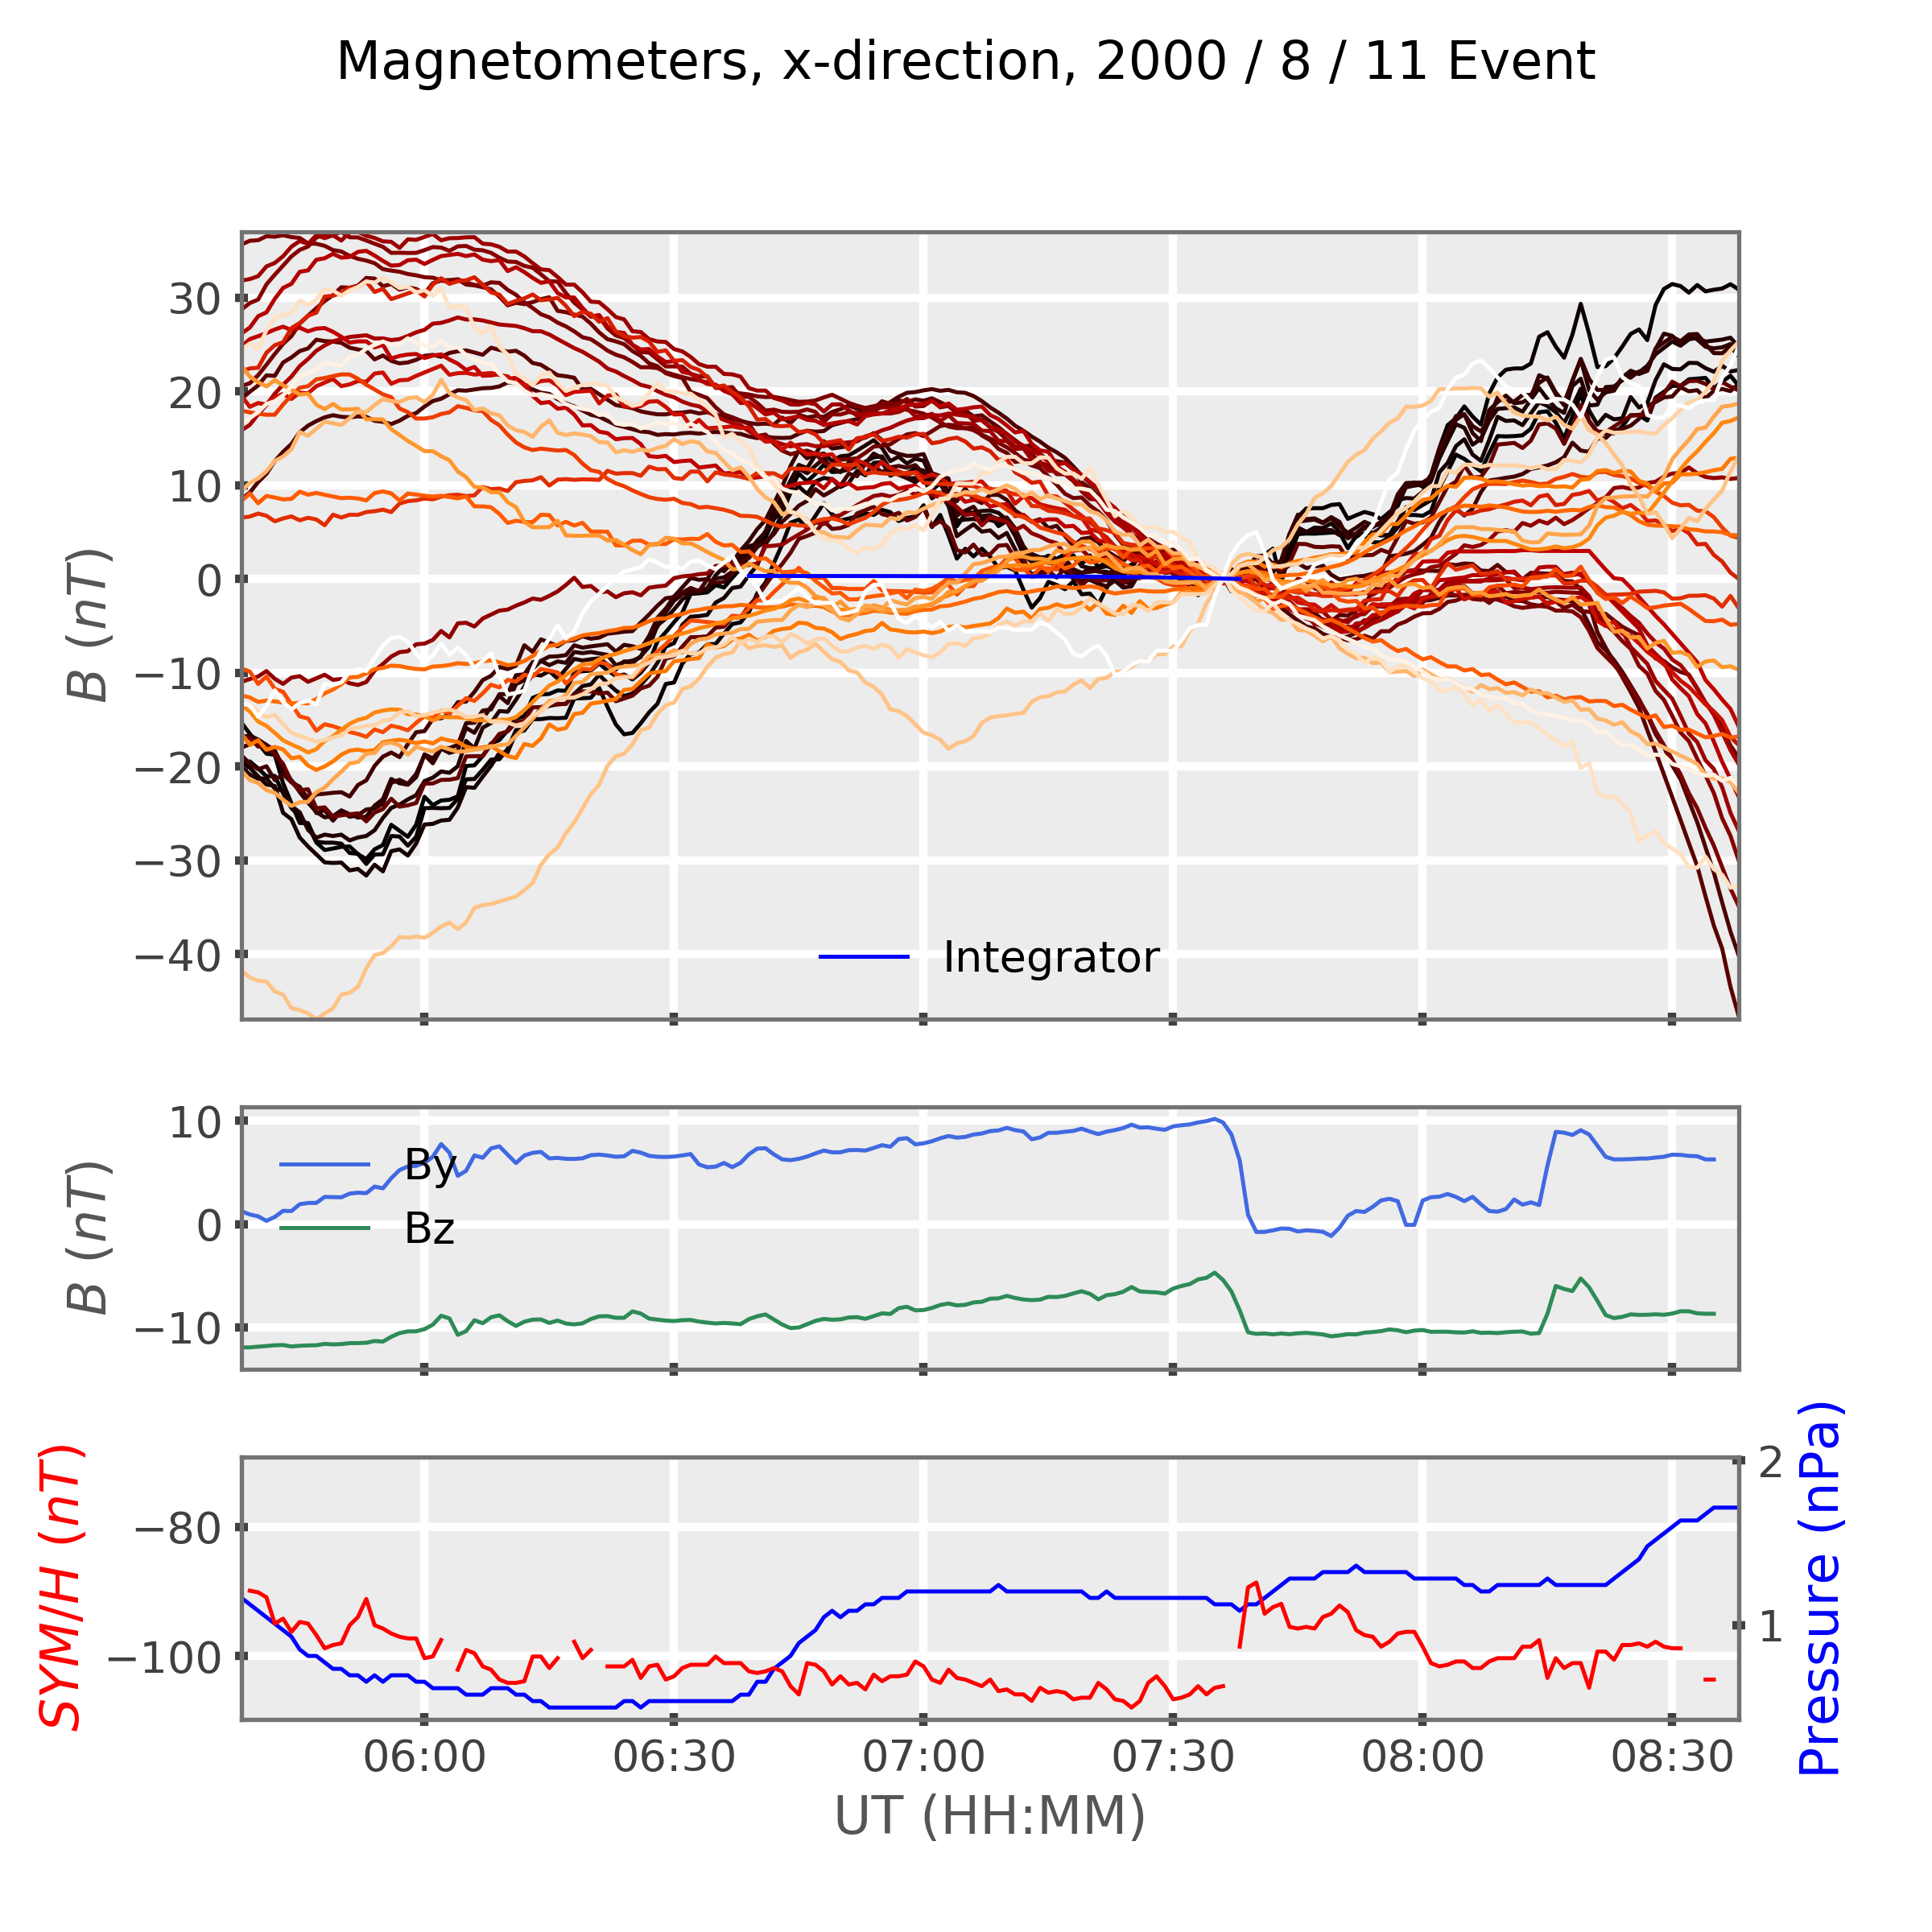 Magnetometers, x-direction, 2000 / 8 / 11 Event
B (nT)
30
20
10
0
−10
−20
−30
−40
Integrator
B (nT)
10
0
−10
By
Bz
SYM/H (nT)
−80
−100
2
1
Pressure (nPa)
06:00 06:30 07:00 07:30 08:00 08:30
UT (HH:MM)